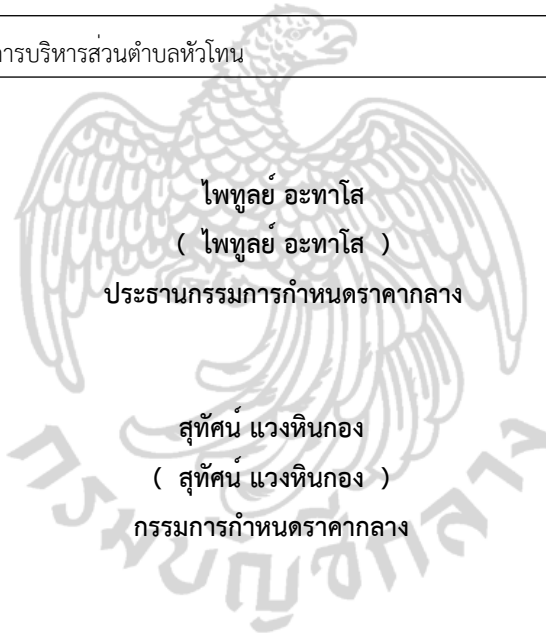 การบริหารส่วนตำบลหัวโทน
ไพทูลย์ อะทาโส
( ไพทูลย์ อะทาโส )
ประธานกรรมการกำหนดราคากลาง
สุทัศน์ แวงหินกอง
( สุทัศน์ แวงหินกอง )
กรรมการกำหนดราคากลาง
กรมบัญชีกลาง